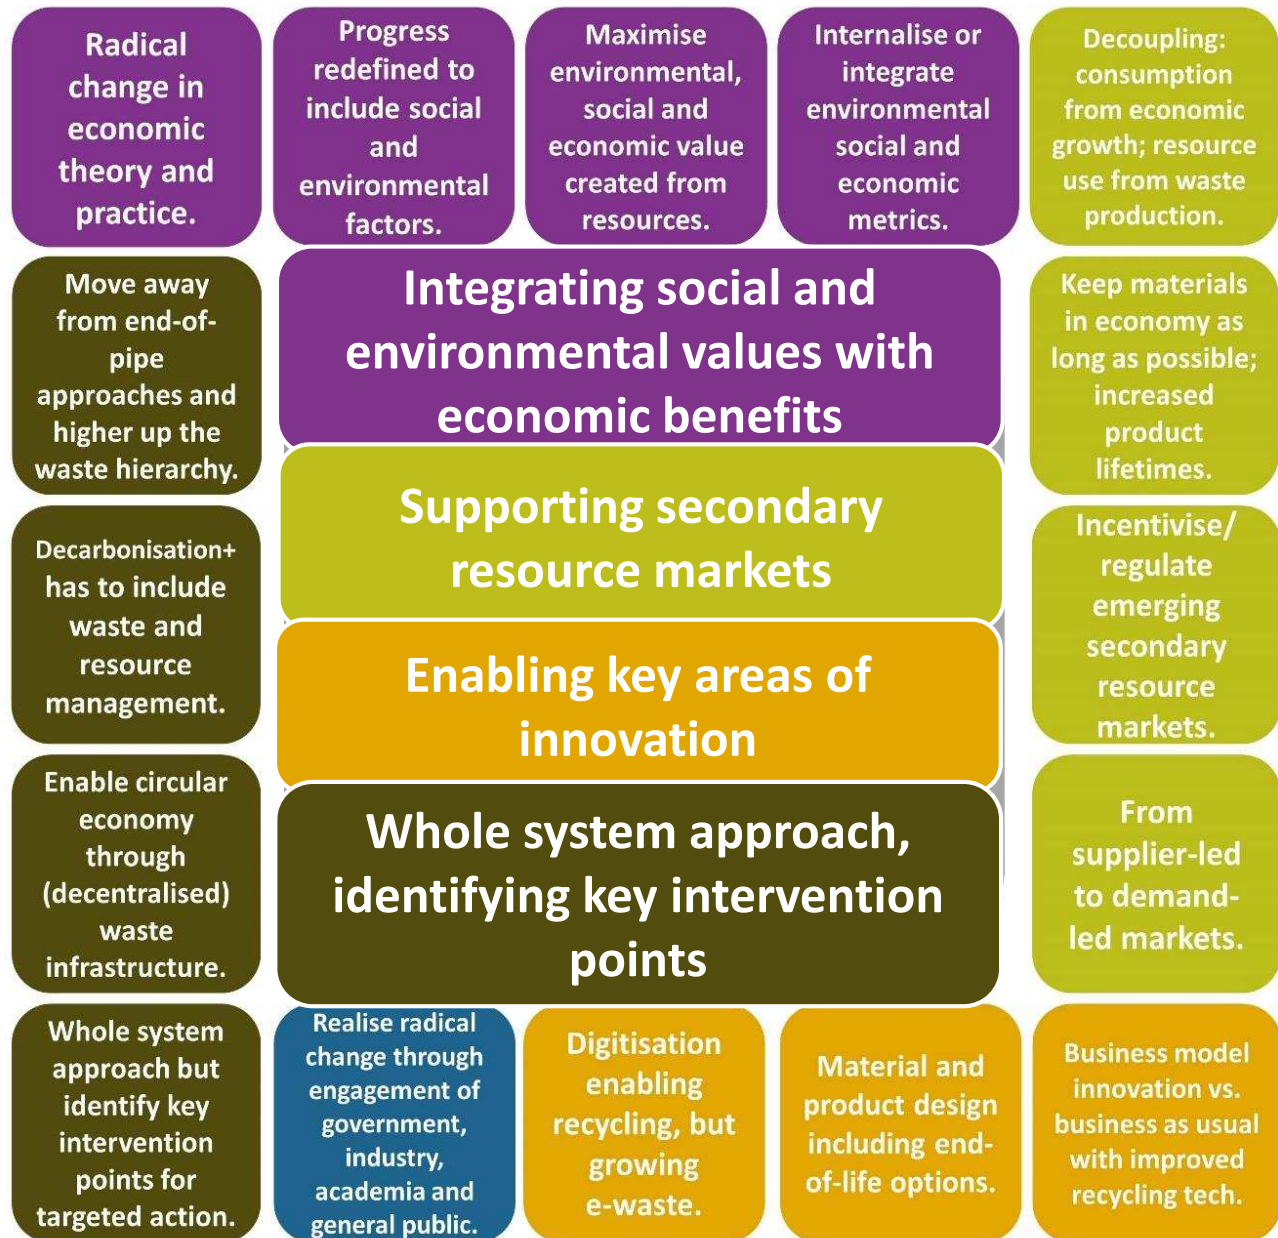 Radical
change in
economic
theory and
practice.
Progress
redefined to
include social
and
environmental
factors.
Maximise
environmental,
social and
economic value
created from
resources.
Internalise or
integrate
environmental
social and
economic
metrics.
Decoupling:
consumption
from economic
growth; resource
use from waste
production.
Move away
from end-of-
pipe
approaches and
higher up the
waste hierarchy.
Integrating social and
environmental values with
economic benefits
Keep materials
in economy as
long as possible;
increased
product
lifetimes.
Supporting secondary
resource markets
Decarbonisation+
has to include
waste and
resource
management.
Incentivise/
regulate
emerging
secondary
resource
markets.
Enabling key areas of
innovation
Enable circular
economy
through
(decentralised)
waste
infrastructure.
Whole system approach,
identifying key intervention
points
From
supplier-led
to demand-
led markets.
Whole system
approach but
identify key
intervention
points for
targeted action.
Realise radical
change through
engagement of
government,
industry,
academia and
general public.
Digitisation
enabling
recycling, but
growing
e-waste.
Material and
product design
including end-
of-life options.
Business model
innovation vs.
business as usual
with improved
recycling tech.